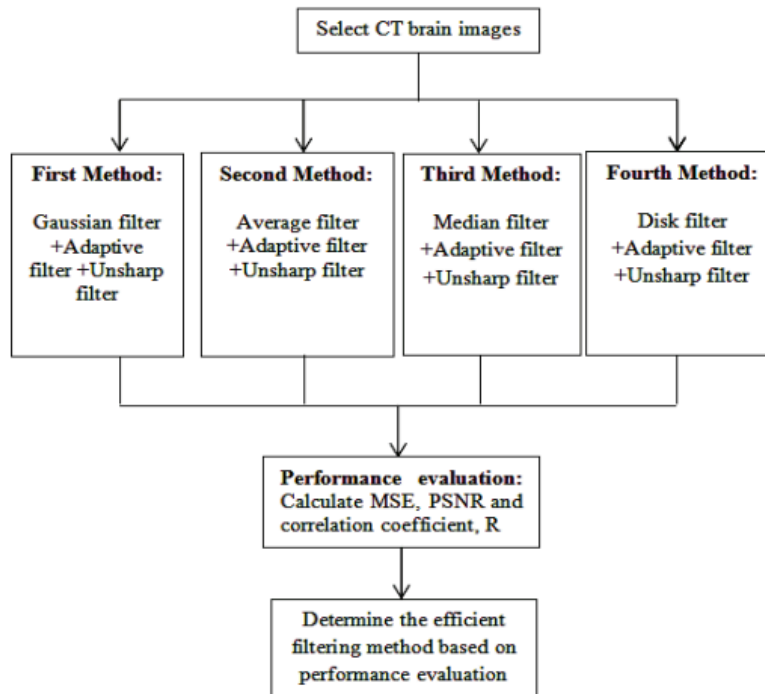 Select CT brain images
First Method:
Gaussian filter
+Adaptive
filter +Unsharp
filter
Second Method:
Average filter
+Adaptive filter
+Unsharp filter
Third Method:
Median filter
+Adaptive filter
+Unsharp filter
Fourth Method:
Disk filter
+Adaptive filter
+Unsharp filter
Performance evaluation:
Calculate MSE, PSNR and
correlation coefficient, R
Determine the efficient
filtering method based on
performance evaluation